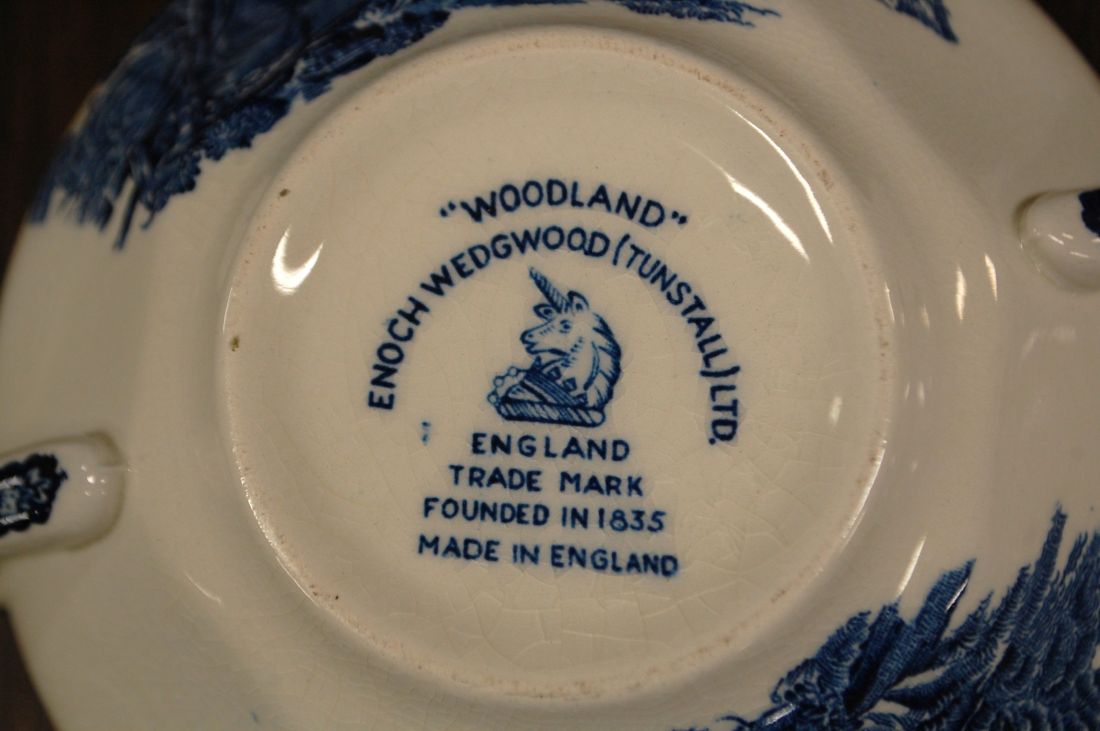 "WOODLAND"
ENOCH WEDGWOOD (TUNSTALL) LTD.
ENGLAND
TRADE MARK
FOUNDED IN 1835
MADE IN ENGLAND